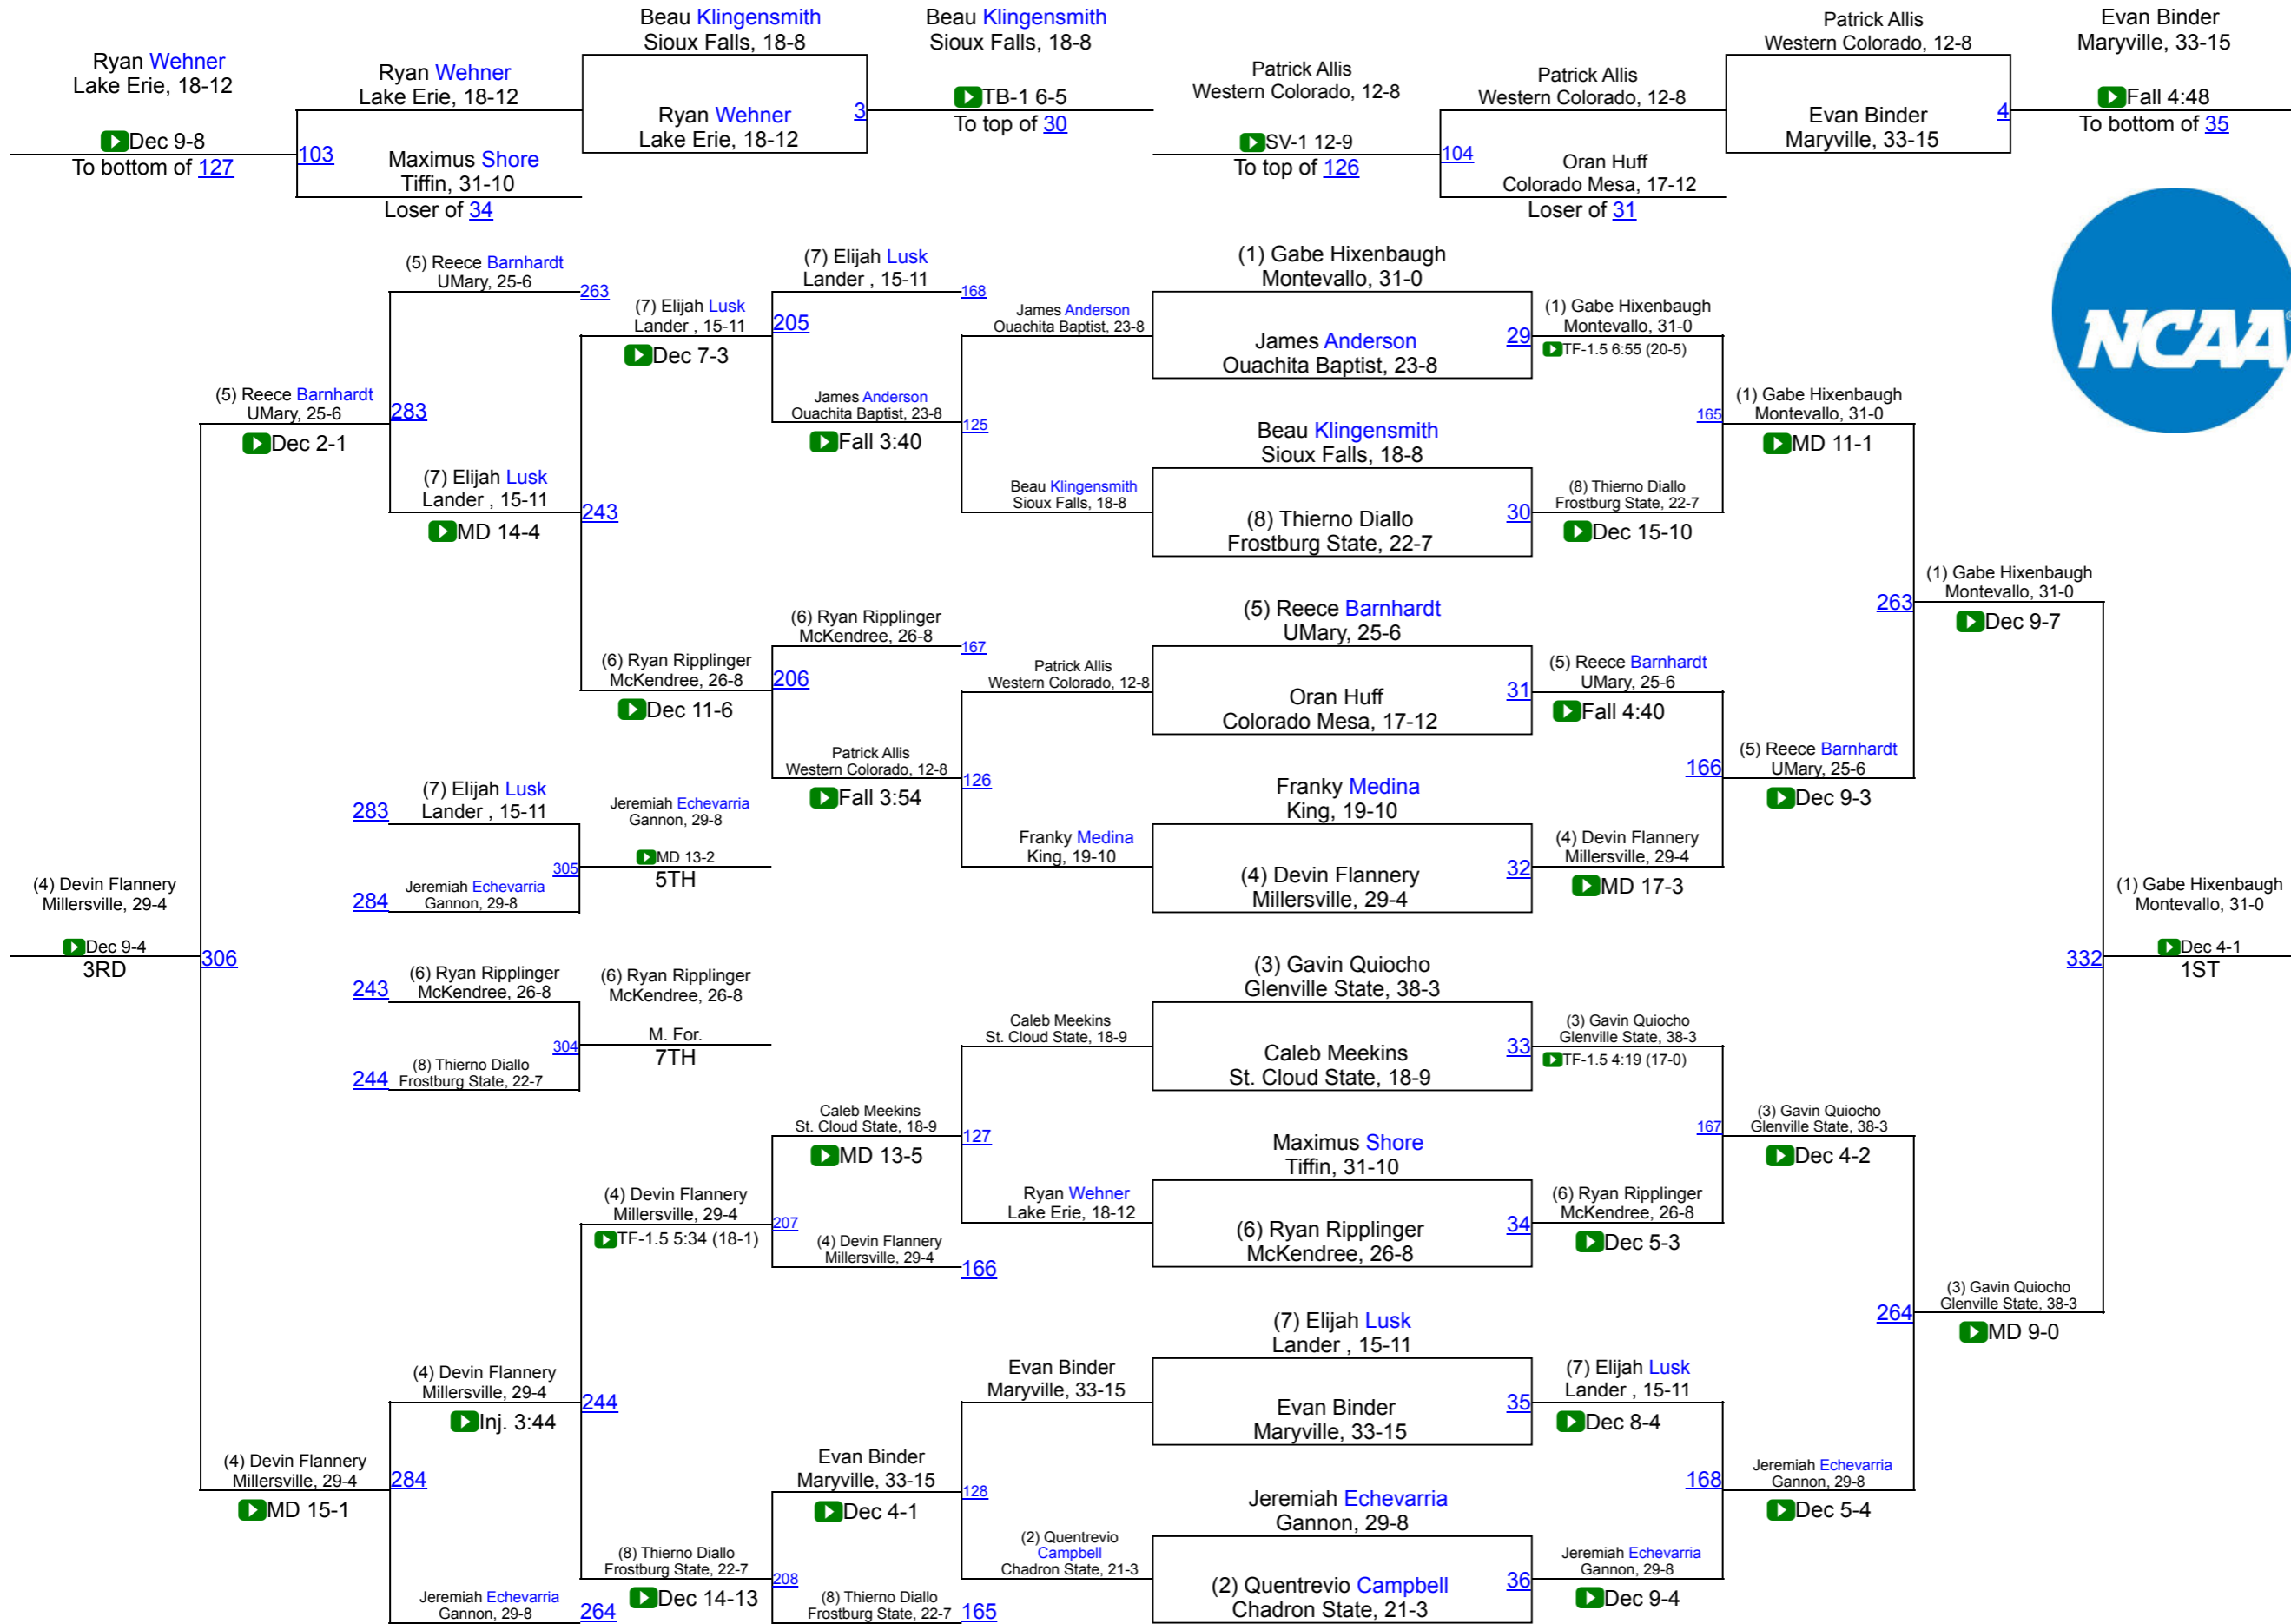 Ryan Wehner
Lake Erie, 18-12
Dec 9-8
To bottom of 127
Ryan Wehner
Lake Erie, 18-12
103
Maximus Shore
Tiffin, 31-10
Loser of 34
Beau Klingensmith
Sioux Falls, 18-8
Ryan Wehner
Lake Erie, 18-12
3
Beau Klingensmith
Sioux Falls, 18-8
TB-1 6-5
To top of 30
Patrick Allis
Western Colorado, 12-8
SV-1 12-9
To top of 126
Patrick Allis
Western Colorado, 12-8
104
Oran Huff
Colorado Mesa, 17-12
Loser of 31
Patrick Allis
Western Colorado, 12-8
Evan Binder
Maryville, 33-15
4
Evan Binder
Maryville, 33-15
Fall 4:48
To bottom of 35
NCAA®
(5) Reece Barnhardt
UMary, 25-6
263
(7) Elijah Lusk
Lander , 15-11
168
(7) Elijah Lusk
Lander , 15-11
Dec 7-3
205
James Anderson
Ouachita Baptist, 23-8
(1) Gabe Hixenbaugh
Montevallo, 31-0
James Anderson
Ouachita Baptist, 23-8
29
(1) Gabe Hixenbaugh
Montevallo, 31-0
TF-1.5 6:55 (20-5)
(5) Reece Barnhardt
UMary, 25-6
Dec 2-1
283
James Anderson
Ouachita Baptist, 23-8
Fall 3:40
125
165
(1) Gabe Hixenbaugh
Montevallo, 31-0
MD 11-1
(7) Elijah Lusk
Lander , 15-11
MD 14-4
243
Beau Klingensmith
Sioux Falls, 18-8
Beau Klingensmith
Sioux Falls, 18-8
(8) Thierno Diallo
Frostburg State, 22-7
30
(8) Thierno Diallo
Frostburg State, 22-7
Dec 15-10
(6) Ryan Ripplinger
McKendree, 26-8
167
(6) Ryan Ripplinger
McKendree, 26-8
Dec 11-6
206
Patrick Allis
Western Colorado, 12-8
(5) Reece Barnhardt
UMary, 25-6
Oran Huff
Colorado Mesa, 17-12
31
(5) Reece Barnhardt
UMary, 25-6
Fall 4:40
263
(1) Gabe Hixenbaugh
Montevallo, 31-0
Dec 9-7
Patrick Allis
Western Colorado, 12-8
Fall 3:54
126
166
(5) Reece Barnhardt
UMary, 25-6
Dec 9-3
283
(7) Elijah Lusk
Lander , 15-11
Jeremiah Echevarria
Gannon, 29-8
MD 13-2
5TH
305
284
Jeremiah Echevarria
Gannon, 29-8
Franky Medina
King, 19-10
Franky Medina
King, 19-10
(4) Devin Flannery
Millersville, 29-4
32
(4) Devin Flannery
Millersville, 29-4
MD 17-3
(4) Devin Flannery
Millersville, 29-4
Dec 9-4
3RD
306
(1) Gabe Hixenbaugh
Montevallo, 31-0
Dec 4-1
1ST
332
243
(6) Ryan Ripplinger
McKendree, 26-8
(6) Ryan Ripplinger
McKendree, 26-8
M. For.
7TH
304
244
(8) Thierno Diallo
Frostburg State, 22-7
Caleb Meekins
St. Cloud State, 18-9
(3) Gavin Quiocho
Glenville State, 38-3
Caleb Meekins
St. Cloud State, 18-9
33
(3) Gavin Quiocho
Glenville State, 38-3
TF-1.5 4:19 (17-0)
Caleb Meekins
St. Cloud State, 18-9
MD 13-5
127
167
(3) Gavin Quiocho
Glenville State, 38-3
Dec 4-2
(4) Devin Flannery
Millersville, 29-4
TF-1.5 5:34 (18-1)
207
(4) Devin Flannery
Millersville, 29-4
166
Ryan Wehner
Lake Erie, 18-12
Maximus Shore
Tiffin, 31-10
(6) Ryan Ripplinger
McKendree, 26-8
34
(6) Ryan Ripplinger
McKendree, 26-8
Dec 5-3
264
(3) Gavin Quiocho
Glenville State, 38-3
MD 9-0
(4) Devin Flannery
Millersville, 29-4
Inj. 3:44
244
Evan Binder
Maryville, 33-15
(7) Elijah Lusk
Lander , 15-11
Evan Binder
Maryville, 33-15
35
(7) Elijah Lusk
Lander , 15-11
Dec 8-4
(4) Devin Flannery
Millersville, 29-4
MD 15-1
284
Evan Binder
Maryville, 33-15
Dec 4-1
128
168
Jeremiah Echevarria
Gannon, 29-8
Dec 5-4
Jeremiah Echevarria
Gannon, 29-8
264
(8) Thierno Diallo
Frostburg State, 22-7
Dec 14-13
208
(8) Thierno Diallo
Frostburg State, 22-7
165
(2) Quentrevio
Campbell
Chadron State, 21-3
Jeremiah Echevarria
Gannon, 29-8
(2) Quentrevio Campbell
Chadron State, 21-3
36
Jeremiah Echevarria
Gannon, 29-8
Dec 9-4